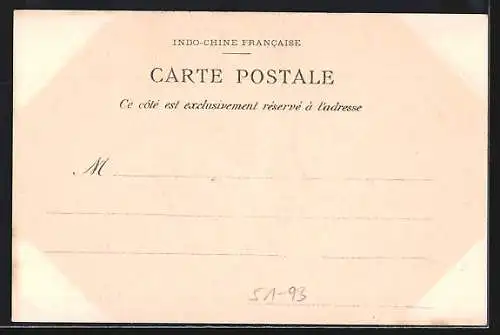 INDO-CHINE FRANÇAISE
CARTE POSTALE
Ce côté est exclusivement réservé à l'adresse
M
51-93